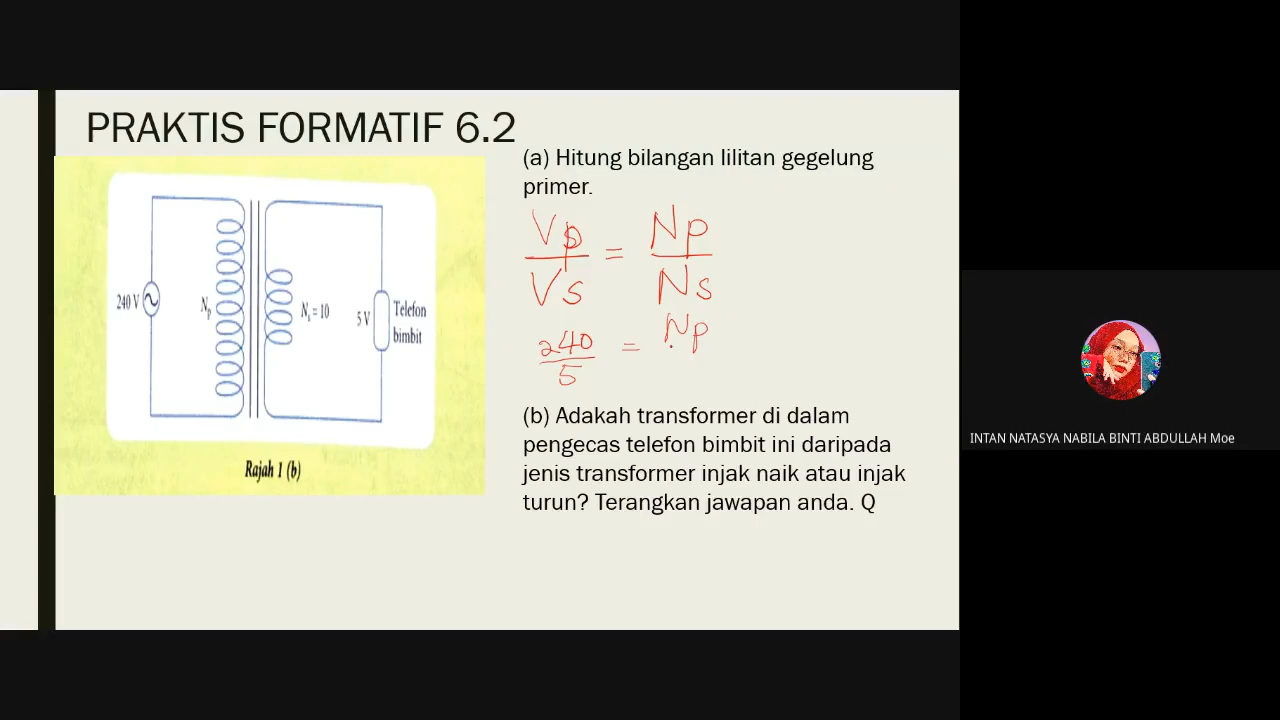 PRAKTIS FORMATIF 6.2
240 V
Np
Ns = 10
5 V
Telefon
bimbit
Rajah 1 (b)
(a) Hitung bilangan lilitan gegelung
primer.
Vp = Np
Vs Ns
240 = Np
5
(b) Adakah transformer di dalam
pengecas telefon bimbit ini daripada
jenis transformer injak naik atau injak
turun? Terangkan jawapan anda. Q
INTAN NATASYA NABILA BINTI ABDULLAH Moe